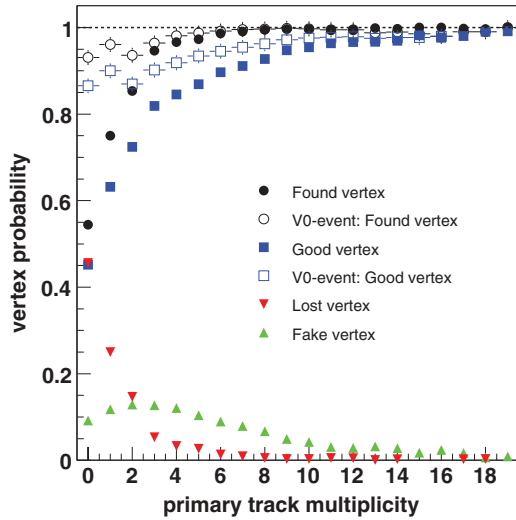 vertex probability
1
0.8
0.6
0.4
0.2
0
Found vertex
V0-event: Found vertex
Good vertex
V0-event: Good vertex
Lost vertex
Fake vertex
0 2 4 6 8 10 12 14 16 18
primary track multiplicity